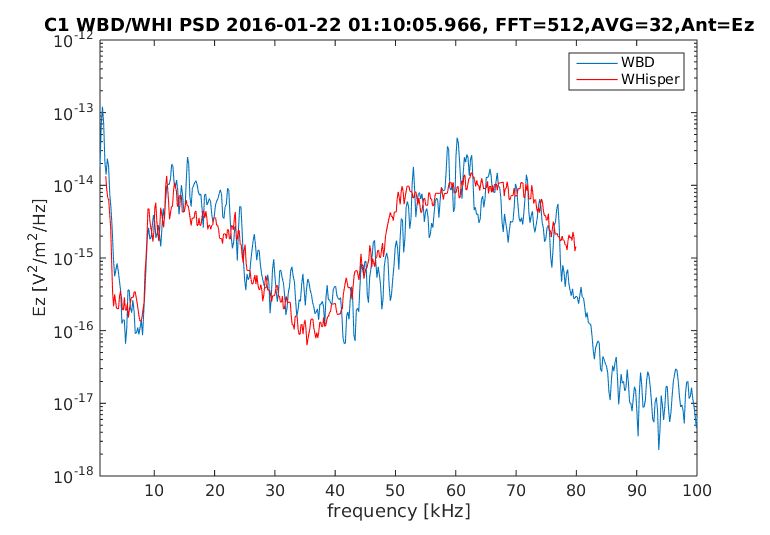 C1 WBD/WHI PSD 2016-01-22 01:10:05.966, FFT=512,AVG=32,Ant=Ez
10^-12
10^-13
10^-14
10^-15
10^-16
10^-17
10^-18
Ez [V^2/m^2/Hz]
WBD
WHisper
10 20 30 40 50 60 70 80 90 100
frequency [kHz]